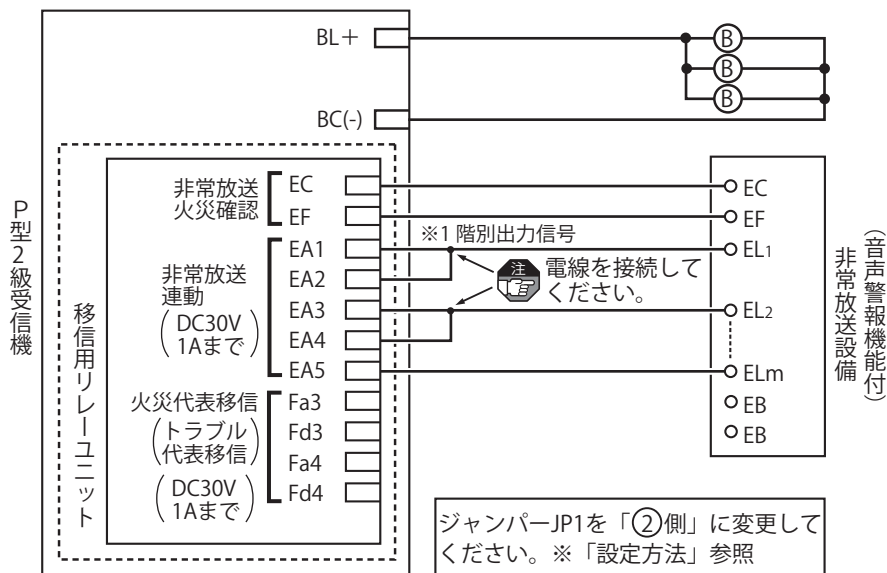 BL＋
B
B
B
BC(-)
P型2級受信機
移信用リレーユニット
非常放送
火災確認
EC
EF
非常放送
連動
(DC30V
1Aまで)
EA1
EA2
EA3
EA4
EA5
火災代表移信
(トラブル
代表移信)
(DC30V
1Aまで)
Fa3
Fd3
Fa4
Fd4
※1 階別出力信号
注
電線を接続して
ください。
EC
EF
EL1
EL2
ELm
EB
EB
非常放送設備
(音声警報機能付)
ジャンパーJP1を「②側」に変更して
ください。※「設定方法」参照